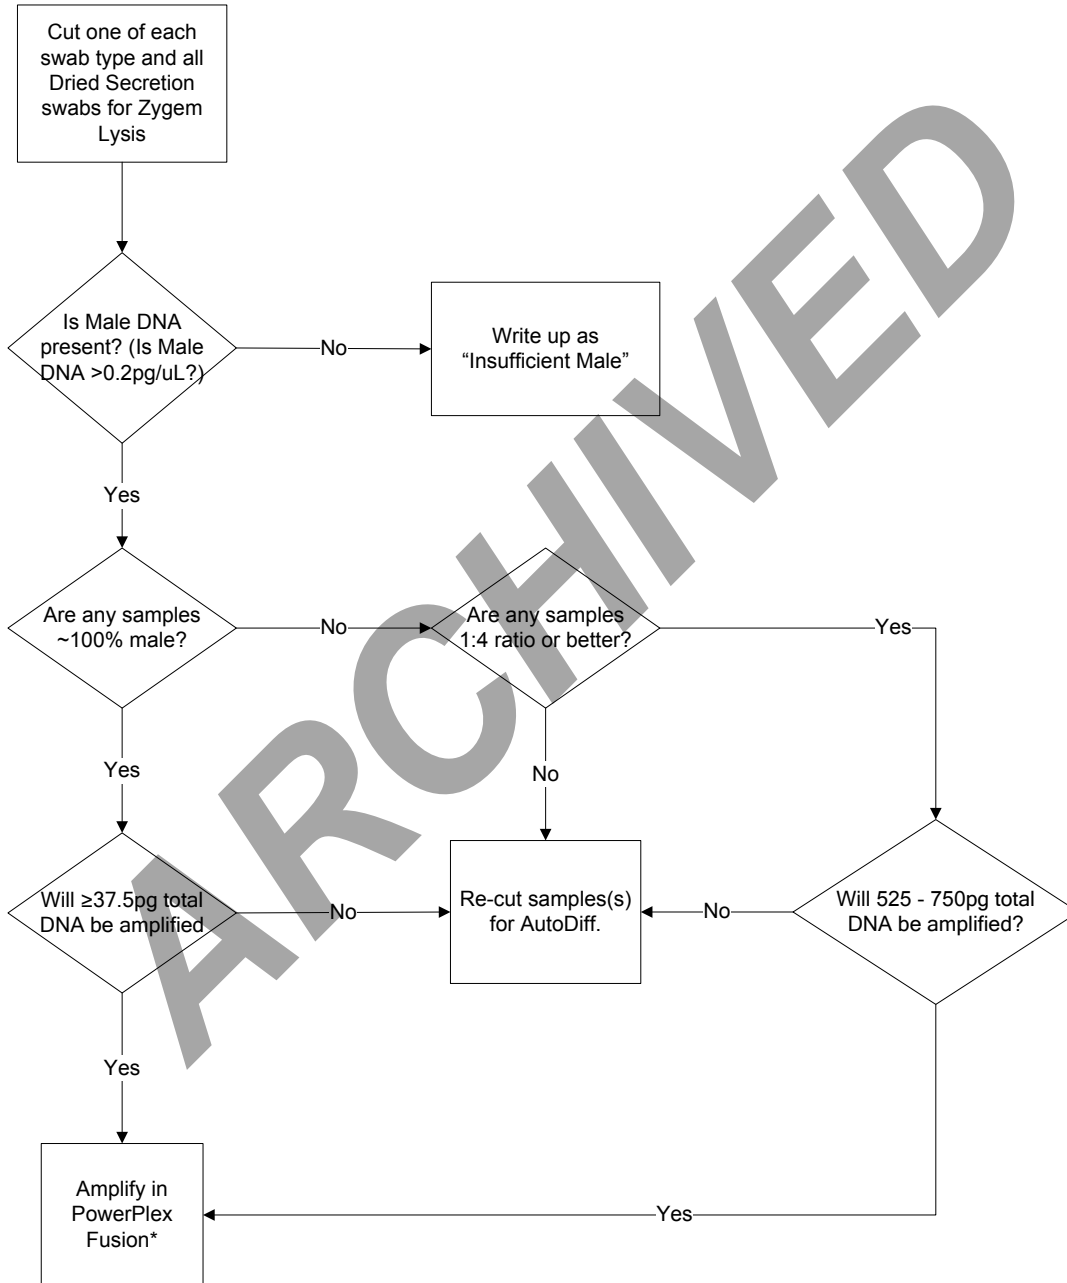 Cut one of each
swab type and all
Dried Secretion
swabs for Zygem
Lysis
Is Male DNA
present? (Is Male
DNA >0.2pg/uL?)
No
Write up as
“Insufficient Male”
Yes
Are any samples
~100% male?
No
Are any samples
1:4 ratio or better?
Yes
Yes
No
Will ≥37.5pg total
DNA be amplified
No
Re-cut samples(s)
for AutoDiff.
No
Will 525 - 750pg total
DNA be amplified?
Yes
Amplify in
PowerPlex
Fusion*
Yes
ARCHIVED